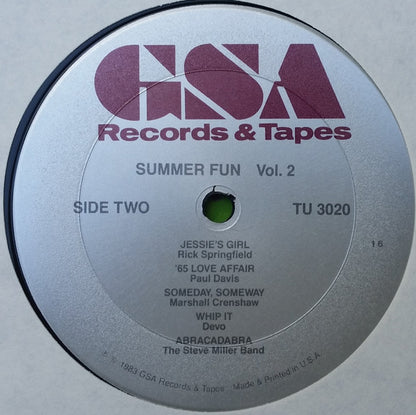 GSA
Records & Tapes
SUMMER FUN Vol. 2
SIDE TWO TU 3020
16
JESSIE'S GIRL
Rick Springfield
'65 LOVE AFFAIR
Paul Davis
SOMEDAY, SOMEWAY
Marshall Crenshaw
WHIP IT
Devo
ABRACADABRA
The Steve Miller Band
℗ © 1983 GSA Records & Tapes Made & Printed in U.S.A